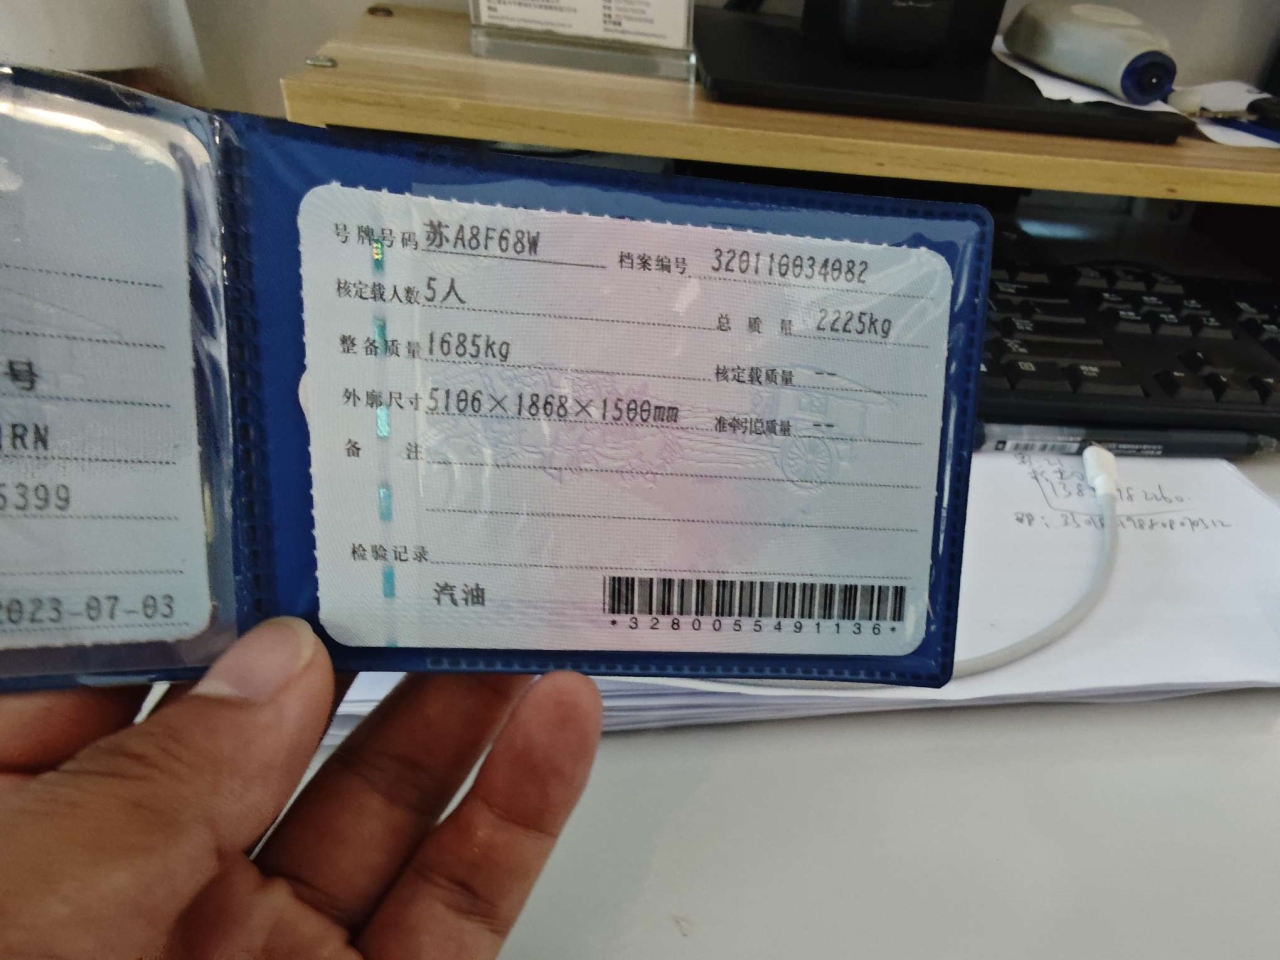 号
1RN
5399
2023-07-03
号牌号码 苏A8F68W 档案编号 320110034082
核定载人数 5人 总质量 2225kg
整备质量 1685kg 核定载质量 --
外廓尺寸 5106×1868×1500mm 准牵引总质量 --
备注
检验记录
汽油
*3280055491136*